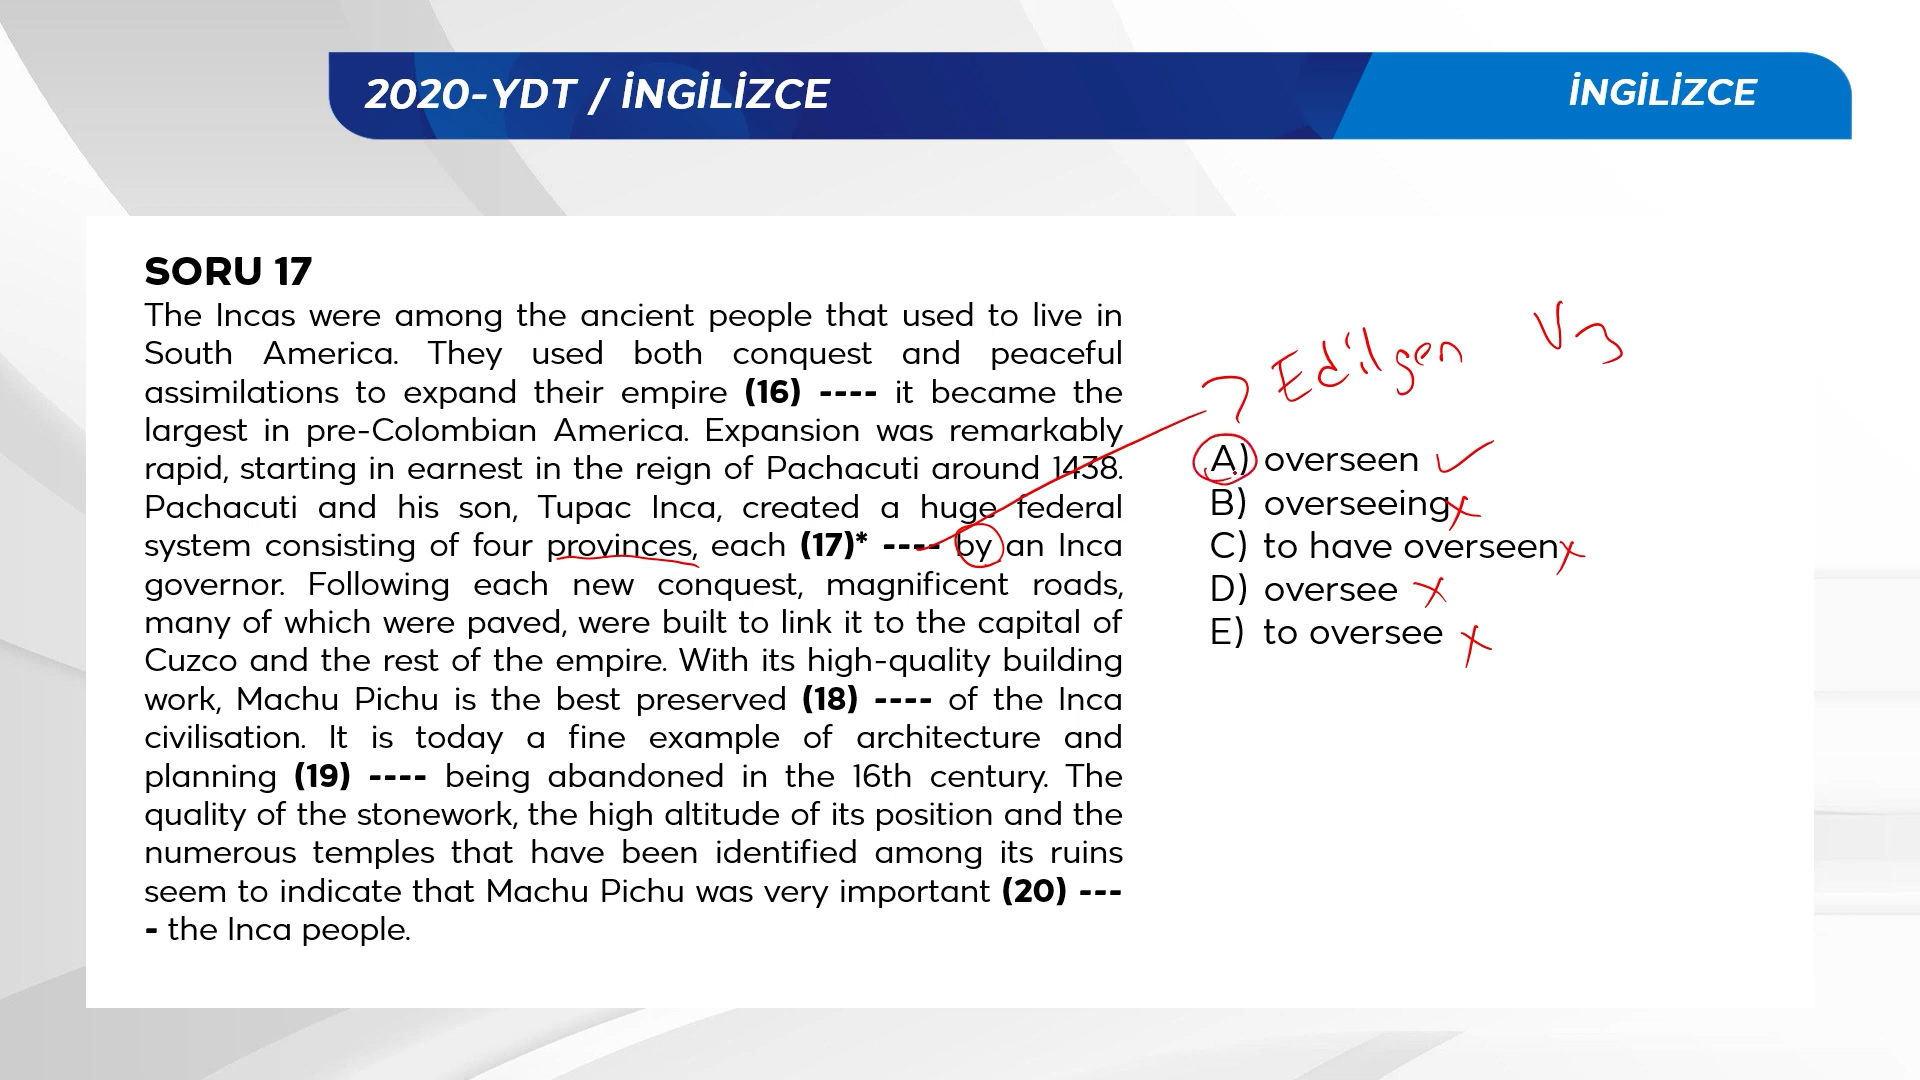 2020-YDT / İNGİLİZCE
İNGİLİZCE
SORU 17
The Incas were among the ancient people that used to live in
South America. They used both conquest and peaceful
assimilations to expand their empire (16) ---- it became the
largest in pre-Colombian America. Expansion was remarkably
rapid, starting in earnest in the reign of Pachacuti around 1438.
Pachacuti and his son, Tupac Inca, created a huge federal
system consisting of four provinces, each (17)* ---- by an Inca
governor. Following each new conquest, magnificent roads,
many of which were paved, were built to link it to the capital of
Cuzco and the rest of the empire. With its high-quality building
work, Machu Pichu is the best preserved (18) ---- of the Inca
civilisation. It is today a fine example of architecture and
planning (19) ---- being abandoned in the 16th century. The
quality of the stonework, the high altitude of its position and the
numerous temples that have been identified among its ruins
seem to indicate that Machu Pichu was very important (20) ---
- the Inca people.
Edilgen V3
A) overseen
B) overseeing
C) to have overseen
D) oversee
E) to oversee